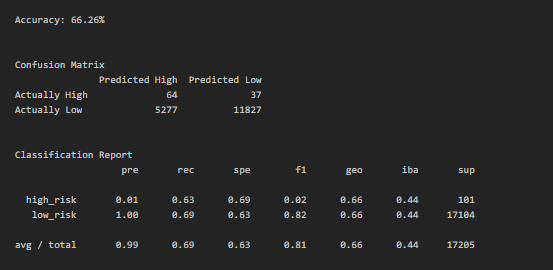 Accuracy: 66.26%
Confusion Matrix
Predicted High Predicted Low
Actually High 64 37
Actually Low 5277 11827
Classification Report
pre rec spe f1 geo iba sup
high_risk 0.01 0.63 0.69 0.02 0.66 0.44 101
low_risk 1.00 0.69 0.63 0.82 0.66 0.44 17104
avg / total 0.99 0.69 0.63 0.81 0.66 0.44 17205